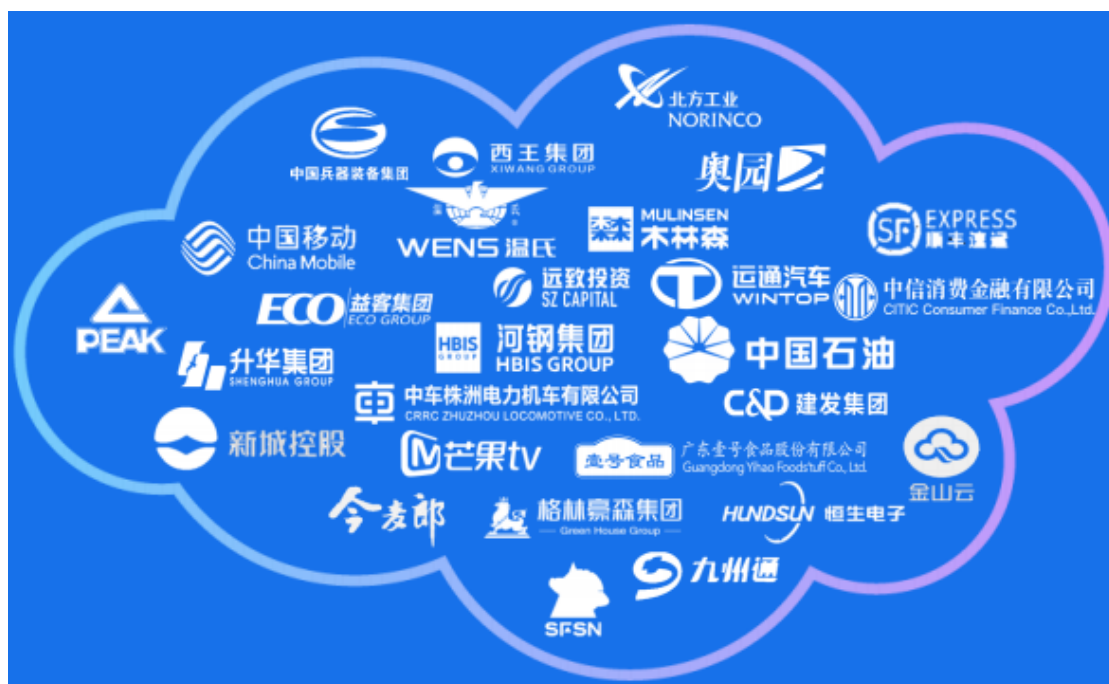 北方工业
NORINCO
中国兵器装备集团
西王集团
XIWANG GROUP
奥园
温氏
WENS 温氏
MULINSEN
木林森
中国移动
China Mobile
SF EXPRESS
顺丰速运
远致投资
SZ CAPITAL
运通汽车
WINTOP
CITIC
中信消费金融有限公司
CITIC Consumer Finance Co.,Ltd.
PEAK
ECO 益客集团
ECO GROUP
HBIS
GROUP
河钢集团
HBIS GROUP
中国石油
升华集团
SHENGHUA GROUP
中车株洲电力机车有限公司
CRRC ZHUZHOU LOCOMOTIVE CO., LTD.
C&D 建发集团
新城控股
芒果tv
壹号食品
广东壹号食品股份有限公司
Guangdong Yihao Foodstuff Co., Ltd.
金山云
今麦郎
格林豪森集团
Green House Group
HUNDSUN 恒生电子
九州通
SFSN